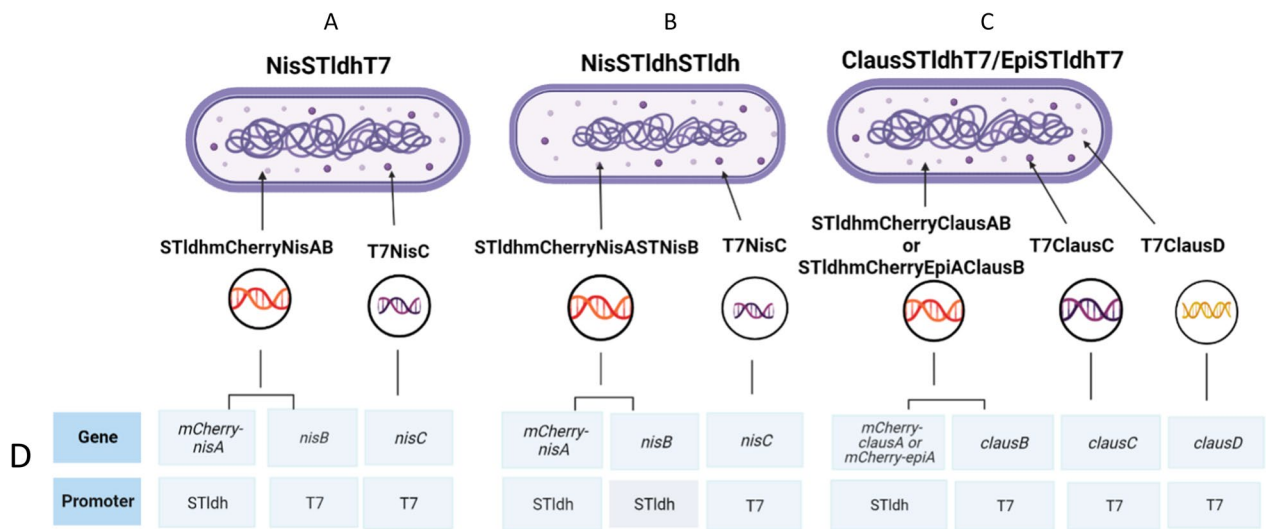 A
B
C
NisSTldhT7
NisSTldhSTldh
ClausSTldhT7/EpiSTldhT7
STldhmCherryNisAB
T7NisC
STldhmCherryNisASTNisB
T7NisC
STldhmCherryClausAB
or
STldhmCherryEpiAClausB
T7ClausC
T7ClausD
D
Gene
mCherry-
nisA
nisB
nisC
mCherry-
nisA
nisB
nisC
mCherry-
clausA or
mCherry-epiA
clausB
clausC
clausD
Promoter
STldh
T7
T7
STldh
STldh
T7
STldh
T7
T7
T7